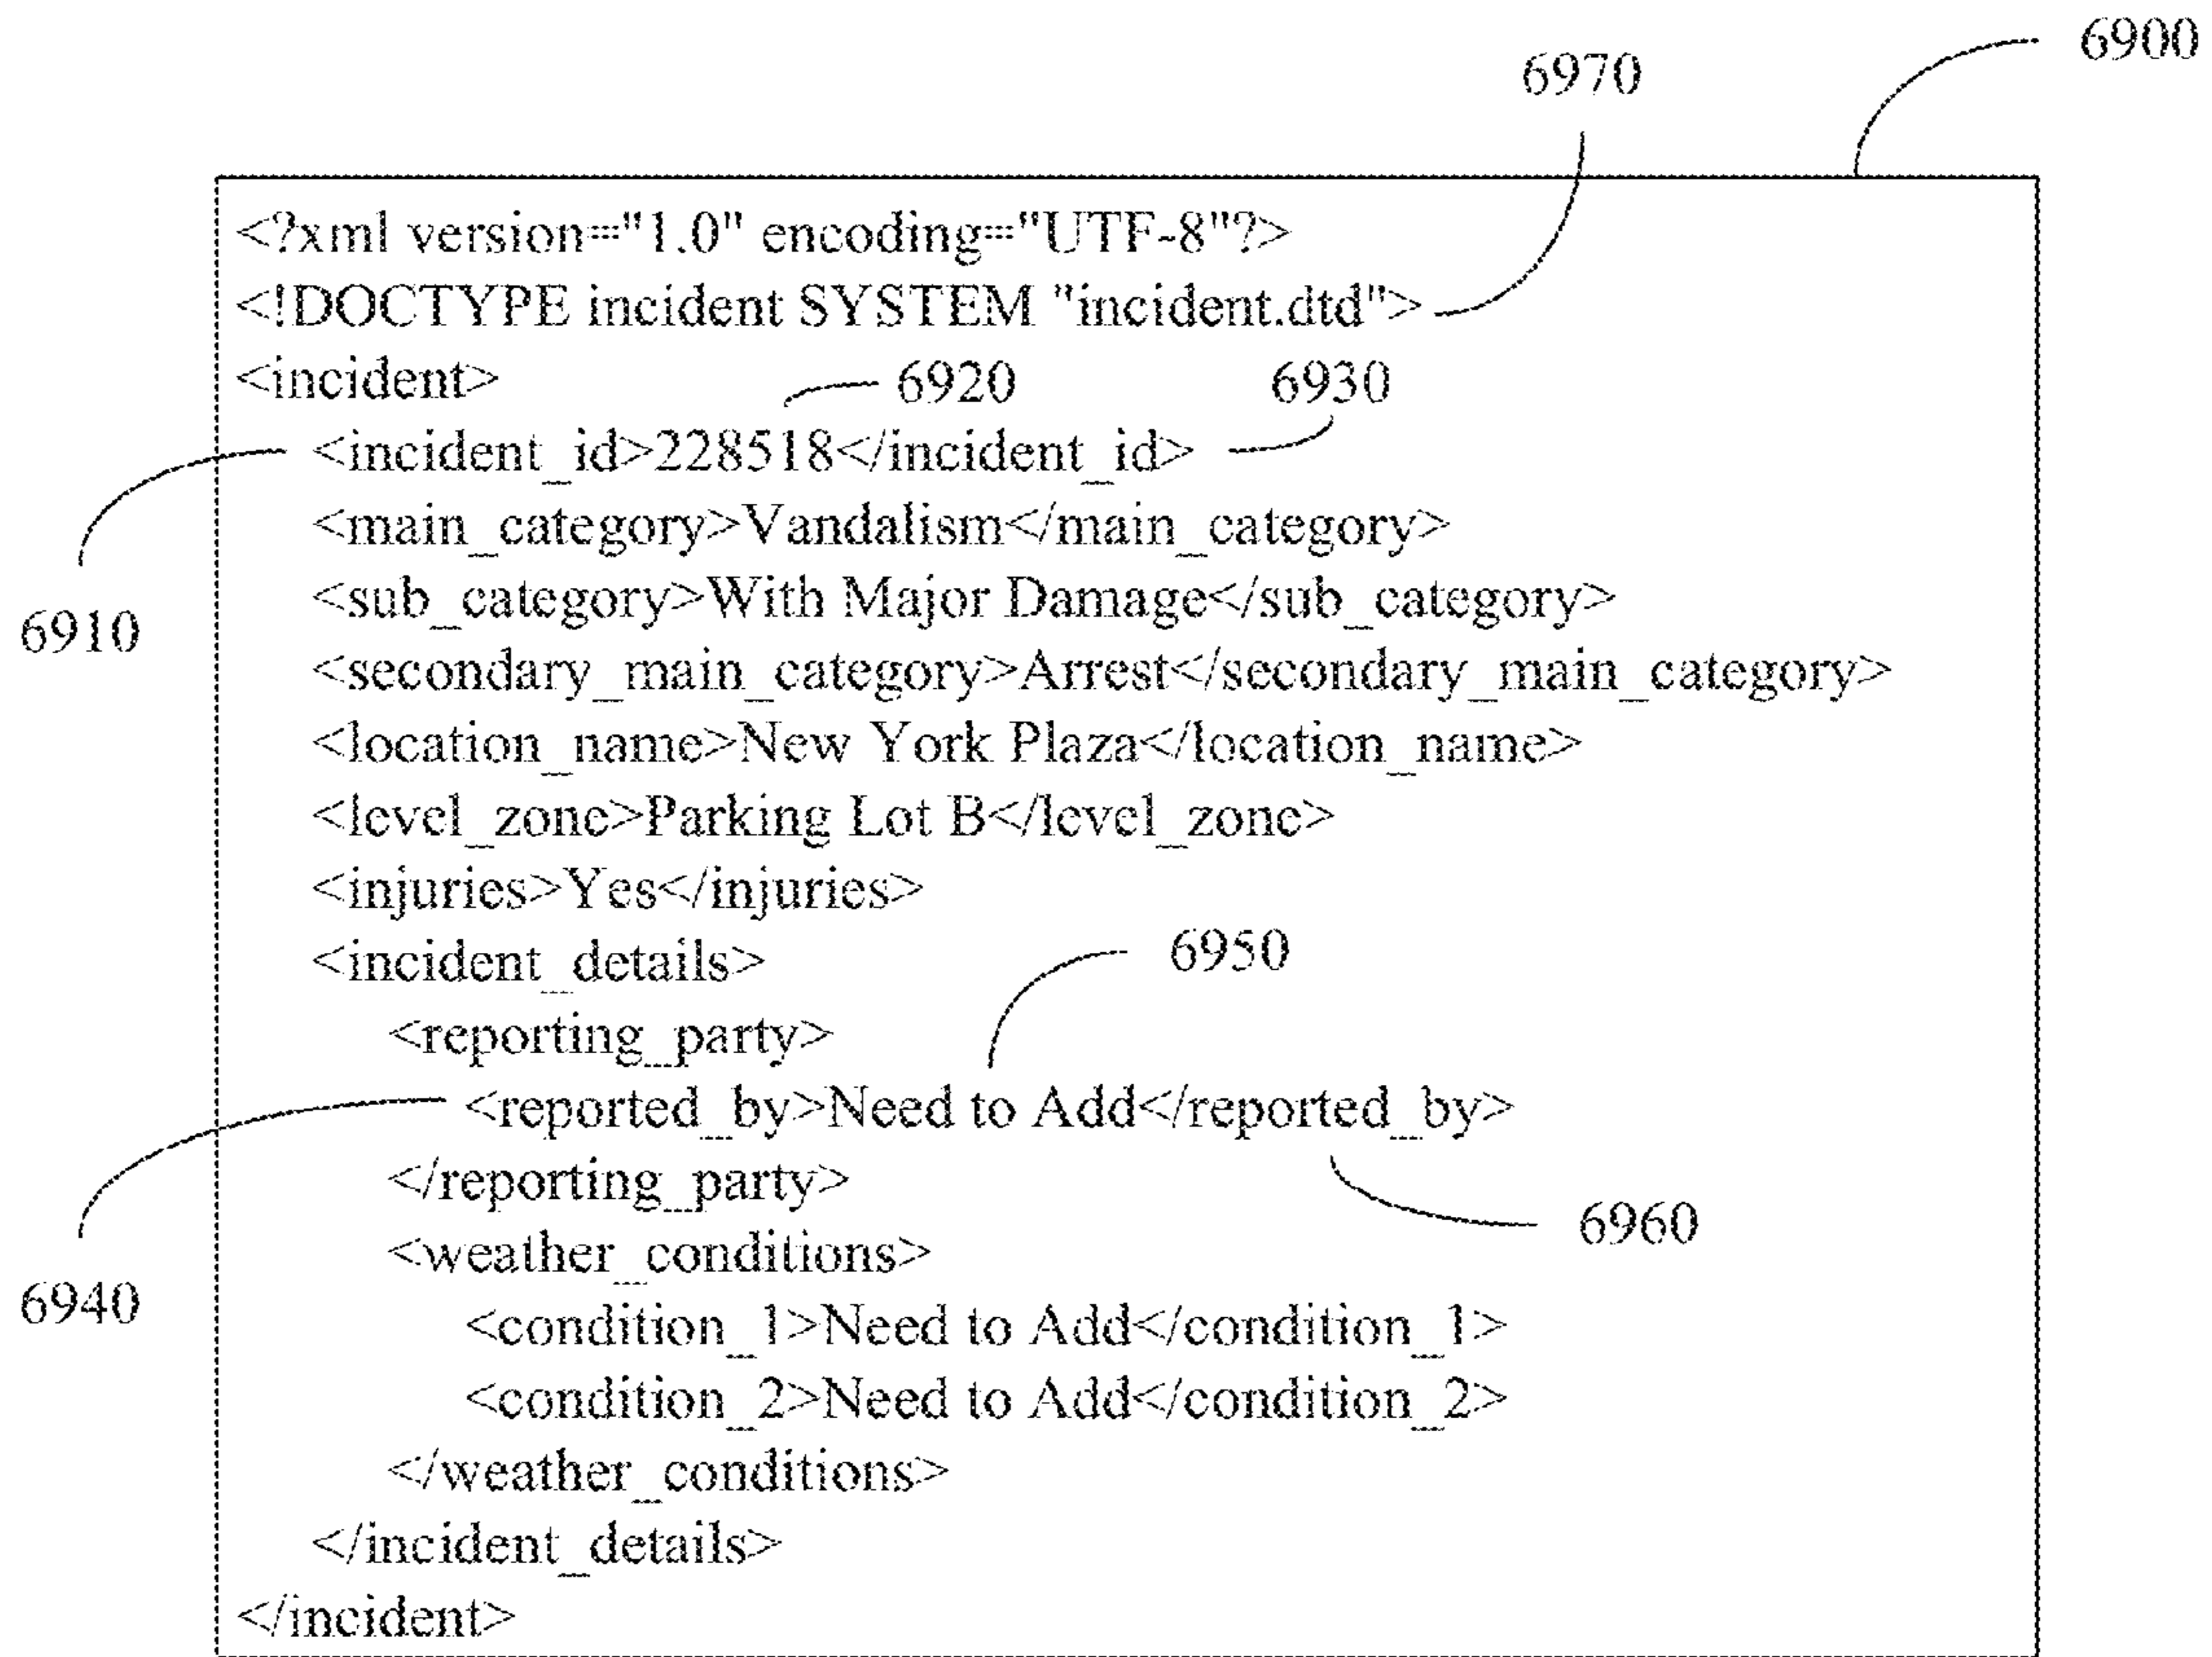 6900
6970
<?xml version="1.0" encoding="UTF-8"?>
<!DOCTYPE incident SYSTEM "incident.dtd">
<incident>
6920
6930
<incident_id>228518</incident_id>
<main_category>Vandalism</main_category>
6910
<sub_category>With Major Damage</sub_category>
<secondary_main_category>Arrest</secondary_main_category>
<location_name>New York Plaza</location_name>
<level_zone>Parking Lot B</level_zone>
<injuries>Yes</injuries>
<incident_details>
6950
<reporting_party>
<reported_by>Need to Add</reported_by>
</reporting_party>
6960
<weather_conditions>
6940
<condition_1>Need to Add</condition_1>
<condition_2>Need to Add</condition_2>
</weather_conditions>
</incident_details>
</incident>